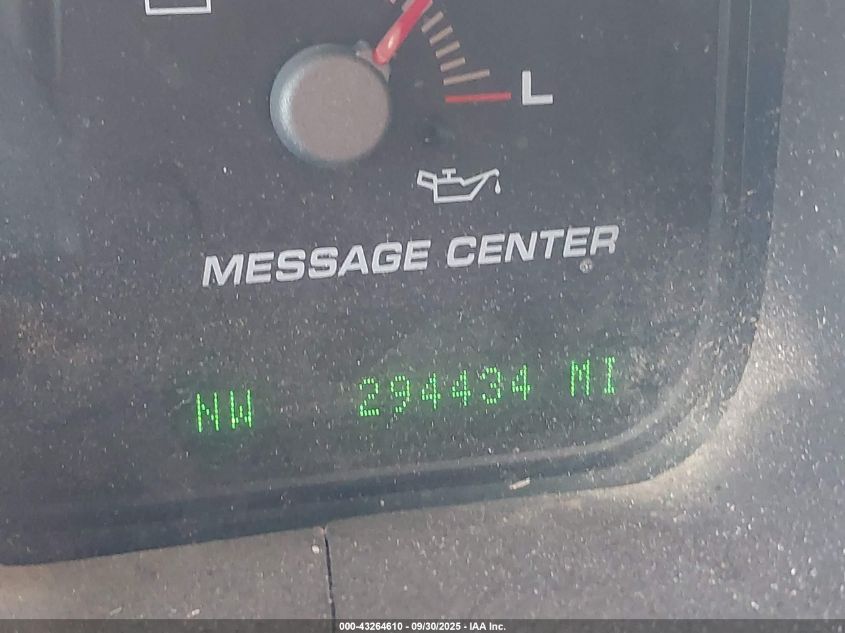 L
MESSAGE CENTER
NW 294434 MI
000-43264610 - 09/30/2025 - IAA Inc.